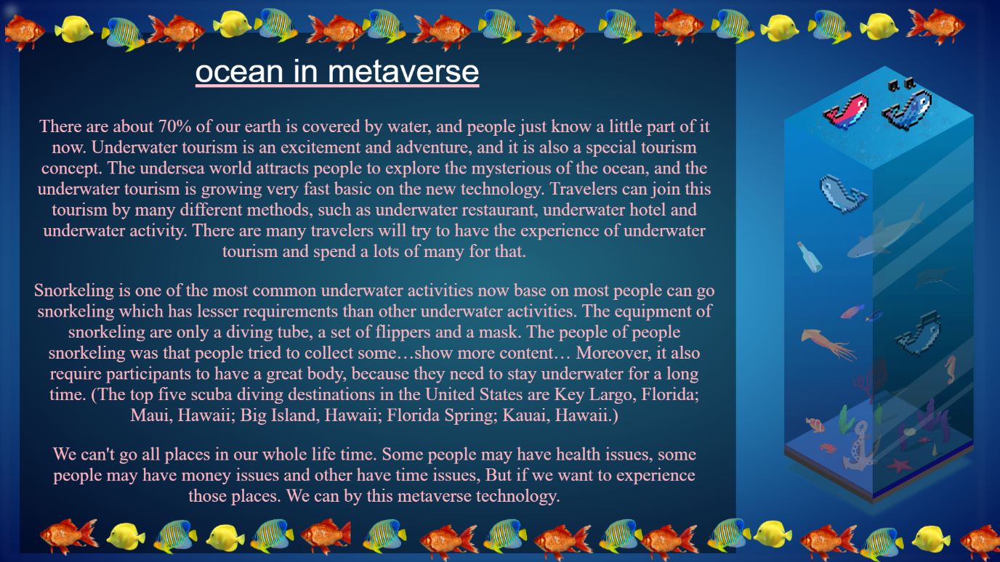 ocean in metaverse
There are about 70% of our earth is covered by water, and people just know a little part of it
now. Underwater tourism is an excitement and adventure, and it is also a special tourism
concept. The undersea world attracts people to explore the mysterious of the ocean, and the
underwater tourism is growing very fast basic on the new technology. Travelers can join this
tourism by many different methods, such as underwater restaurant, underwater hotel and
underwater activity. There are many travelers will try to have the experience of underwater
tourism and spend a lots of many for that.
Snorkeling is one of the most common underwater activities now base on most people can go
snorkeling which has lesser requirements than other underwater activities. The equipment of
snorkeling are only a diving tube, a set of flippers and a mask. The people of people
snorkeling was that people tried to collect some…show more content… Moreover, it also
require participants to have a great body, because they need to stay underwater for a long
time. (The top five scuba diving destinations in the United States are Key Largo, Florida;
Maui, Hawaii; Big Island, Hawaii; Florida Spring; Kauai, Hawaii.)
We can't go all places in our whole life time. Some people may have health issues, some
people may have money issues and other have time issues, But if we want to experience
those places. We can by this metaverse technology.